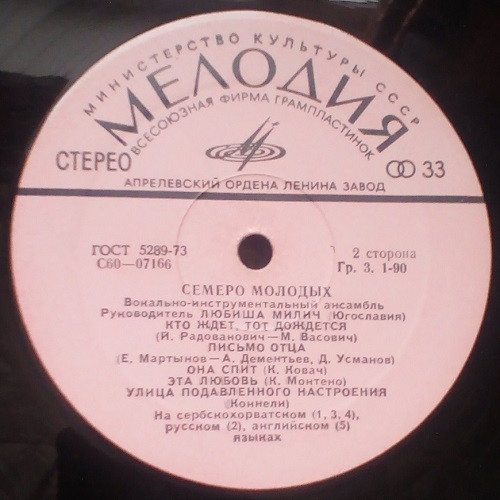 МИНИСТЕРСТВО КУЛЬТУРЫ СССР
МЕЛОДИЯ
ВСЕСОЮЗНАЯ ФИРМА ГРАМПЛАСТИНОК
СТЕРЕО
33
АПРЕЛЕВСКИЙ ОРДЕНА ЛЕНИНА ЗАВОД
ГОСТ 5289-73
2 сторона
С60—07166
Гр. 3. 1-90
СЕМЕРО МОЛОДЫХ
Вокально-инструментальный ансамбль
Руководитель ЛЮБИША МИЛИЧ (Югославия)
КТО ЖДЕТ, ТОТ ДОЖДЕТСЯ
(Й. Радованович—М. Васович)
ПИСЬМО ОТЦА
(Е. Мартынов—А. Дементьев, Д. Усманов)
ОНА СПИТ (К. Ковач)
ЭТА ЛЮБОВЬ (К. Монтено)
УЛИЦА ПОДАВЛЕННОГО НАСТРОЕНИЯ
(Коннели)
На сербскохорватском (1, 3, 4),
русском (2), английском (5)
языках